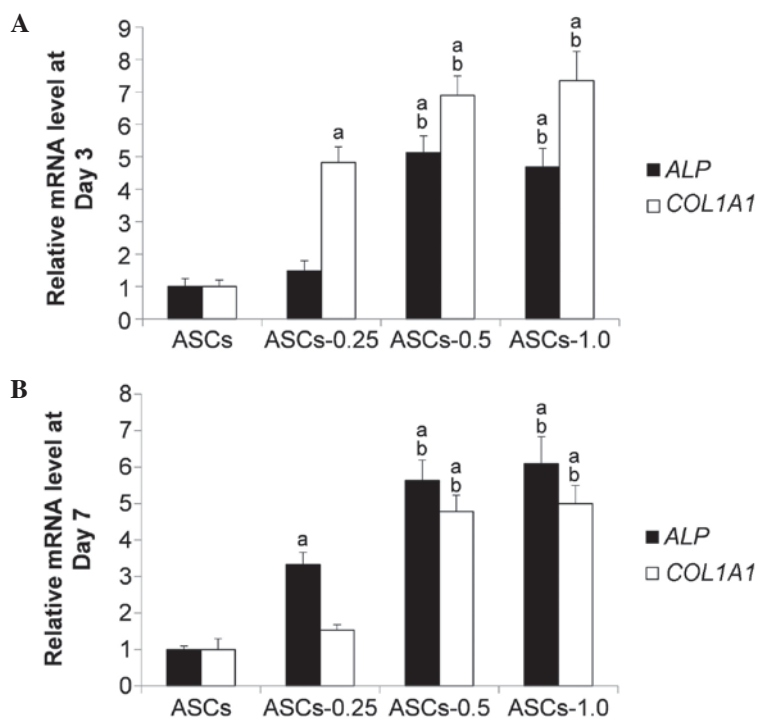 A
Relative mRNA level at
Day 3
9
8
7
6
5
4
3
2
1
0
a
a
b
a
b
a
b
a
b
ASCs
ASCs-0.25
ASCs-0.5
ASCs-1.0
ALP
COL1A1
B
Relative mRNA level at
Day 7
8
7
6
5
4
3
2
1
0
a
a
b
a
b
a
b
a
b
ASCs
ASCs-0.25
ASCs-0.5
ASCs-1.0
ALP
COL1A1